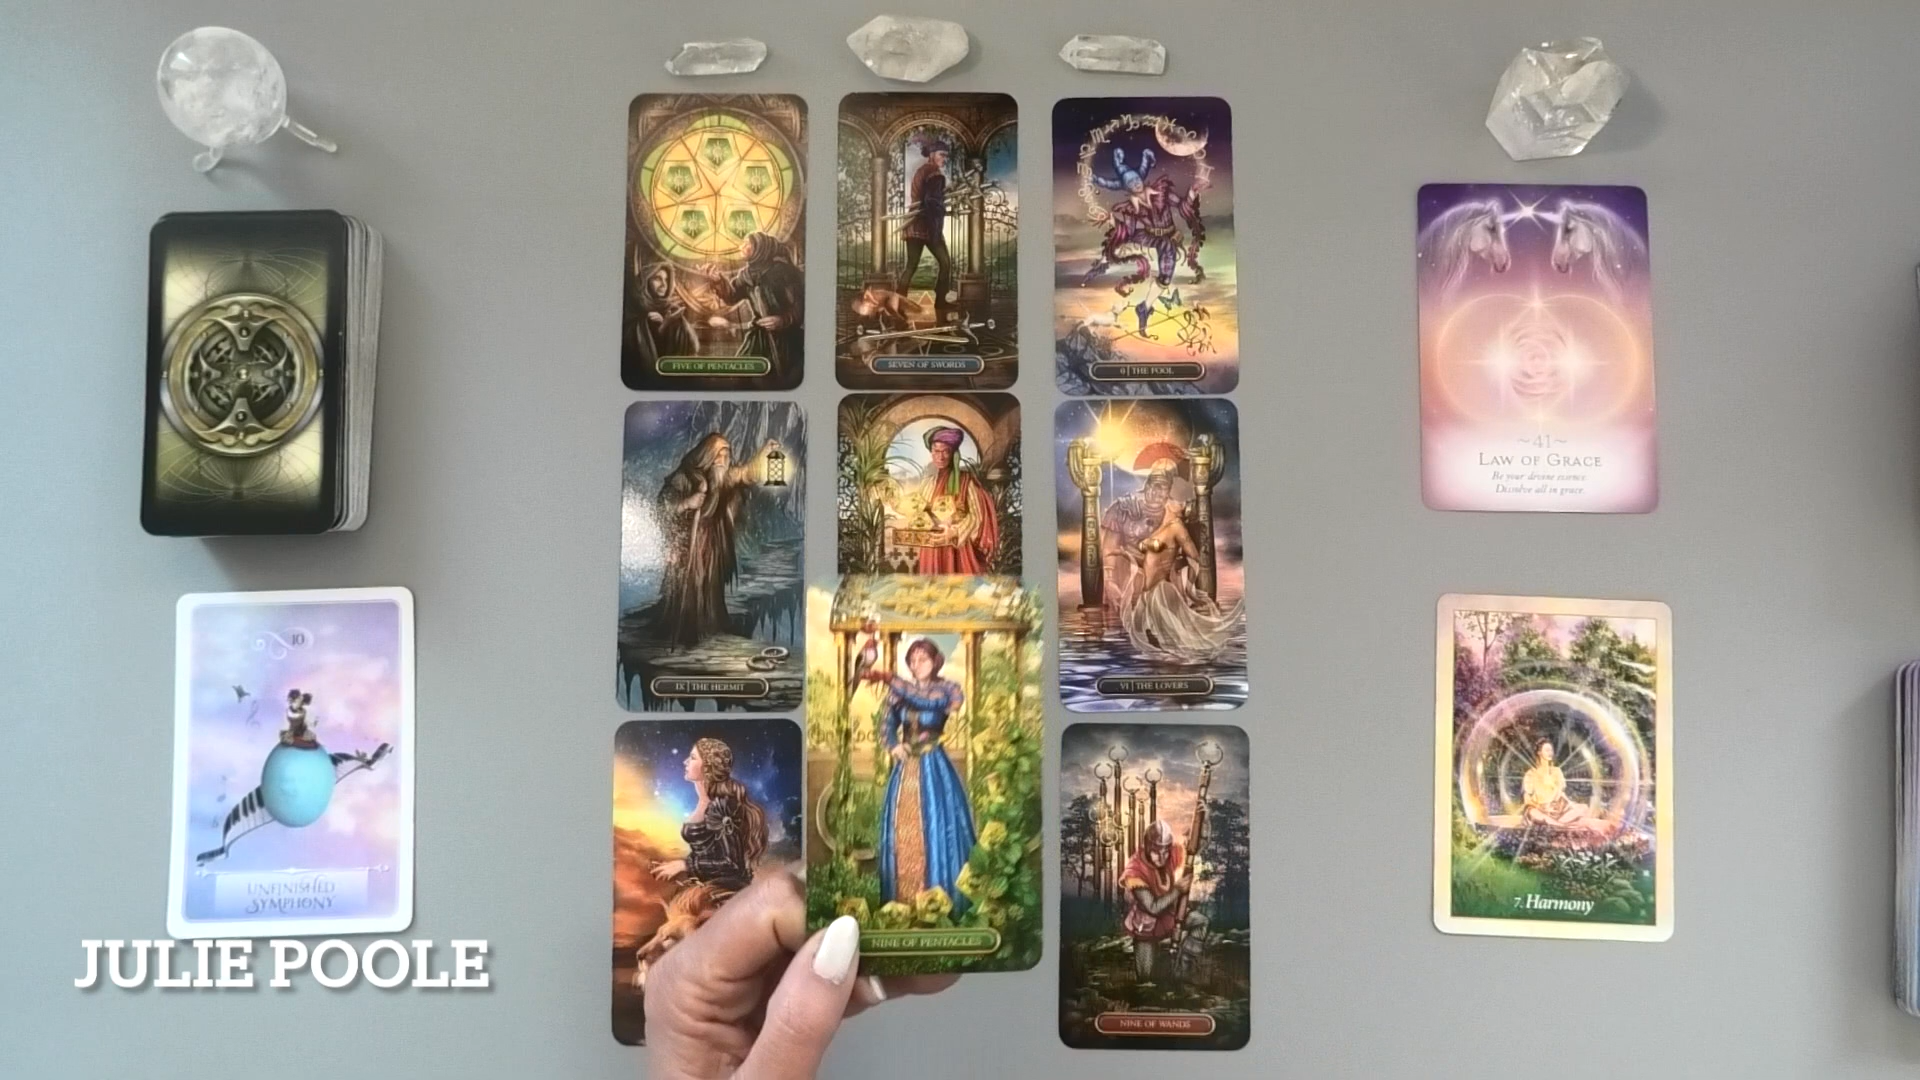 FIVE OF PENTACLES
SEVEN OF SWORDS
0 | THE FOOL
~41~
LAW OF GRACE
Be your devine essence.
Dissolve all in grace.
IX | THE HERMIT
VI | THE LOVERS
10
UNFINISHED
SYMPHONY
NINE OF PENTACLES
7. Harmony
NINE OF WANDS
JULIE POOLE